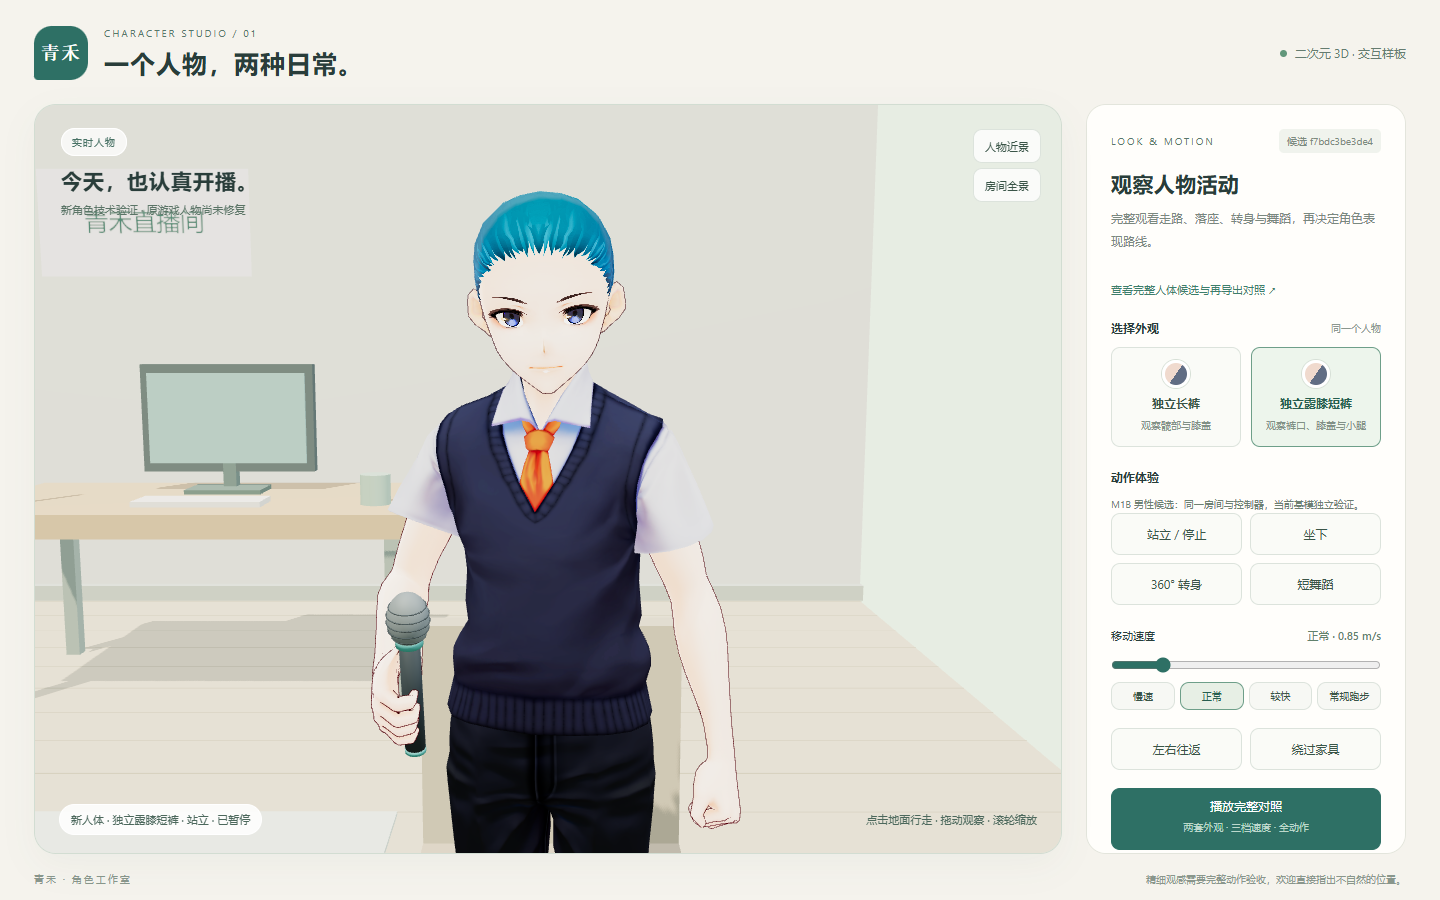 青禾
CHARACTER STUDIO / 01
一个人物，两种日常。
二次元 3D · 交互样板
实时人物
今天，也认真开播。
新角色技术验证 · 原游戏人物尚未修复
青禾直播间
人物近景
房间全景
新人体 · 独立露膝短裤 · 站立 · 已暂停
点击地面行走 · 拖动观察 · 滚轮缩放
LOOK & MOTION
候选 f7bdc3be3de4
观察人物活动
完整观看走路、落座、转身与舞蹈，再决定角色表
现路线。
查看完整人体候选与再导出对照 ↗
选择外观
同一个人物
独立长裤
观察髋部与膝盖
独立露膝短裤
观察裤口、膝盖与小腿
动作体验
M1B 男性候选：同一房间与控制器，当前基模独立验证。
站立 / 停止
坐下
360° 转身
短舞蹈
移动速度
正常 · 0.85 m/s
慢速
正常
较快
常规跑步
左右往返
绕过家具
播放完整对照
两套外观 · 三档速度 · 全动作
青禾 · 角色工作室
精细观感需要完整动作验收，欢迎直接指出不自然的位置。